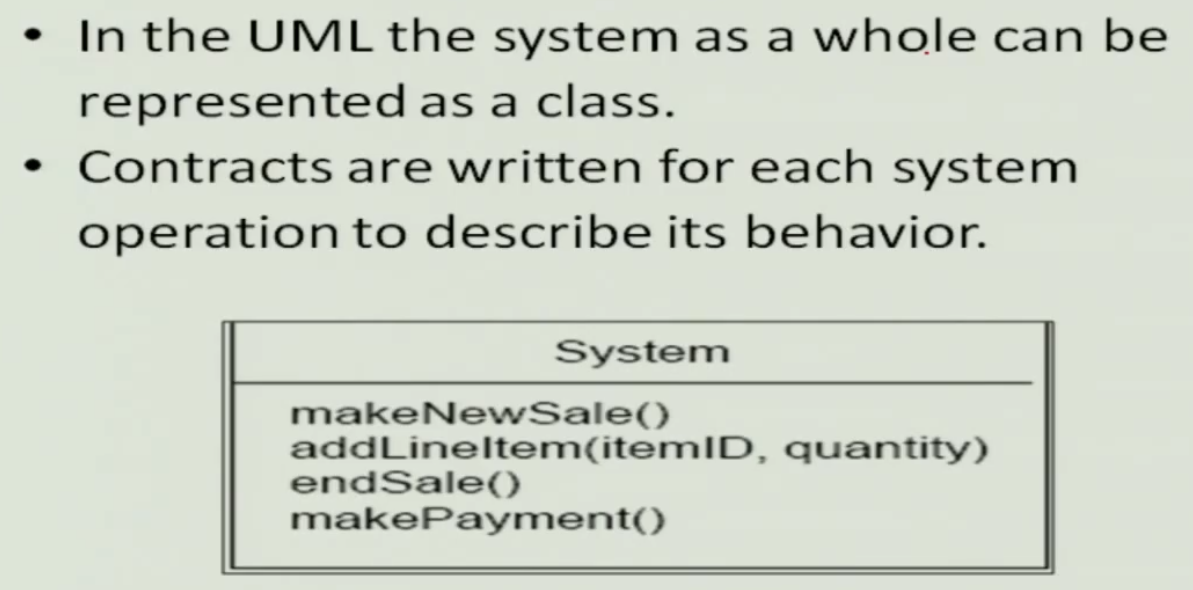 • In the UML the system as a whole can be
represented as a class.
• Contracts are written for each system
operation to describe its behavior.
System
makeNewSale()
addLineItem(itemID, quantity)
endSale()
makePayment()